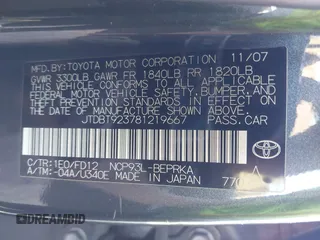 MFD.BY:TOYOTA MOTOR CORPORATION 11/07
GVWR 3300LB GAWR FR 1840LB RR 1820LB
THIS VEHICLE CONFORMS TO ALL APPLICABLE
FEDERAL MOTOR VEHICLE SAFETY, BUMPER, AND
THEFT PREVENTION STANDARDS IN EFFECT ON
THE DATE OF MANUFACTURE SHOWN ABOVE.
JTDBT923781219667 PASS.CAR
C/TR:1E0/FD12 NCP93L-BEPRKA
A/TM:-04A/U340E MADE IN JAPAN
TOYOTA